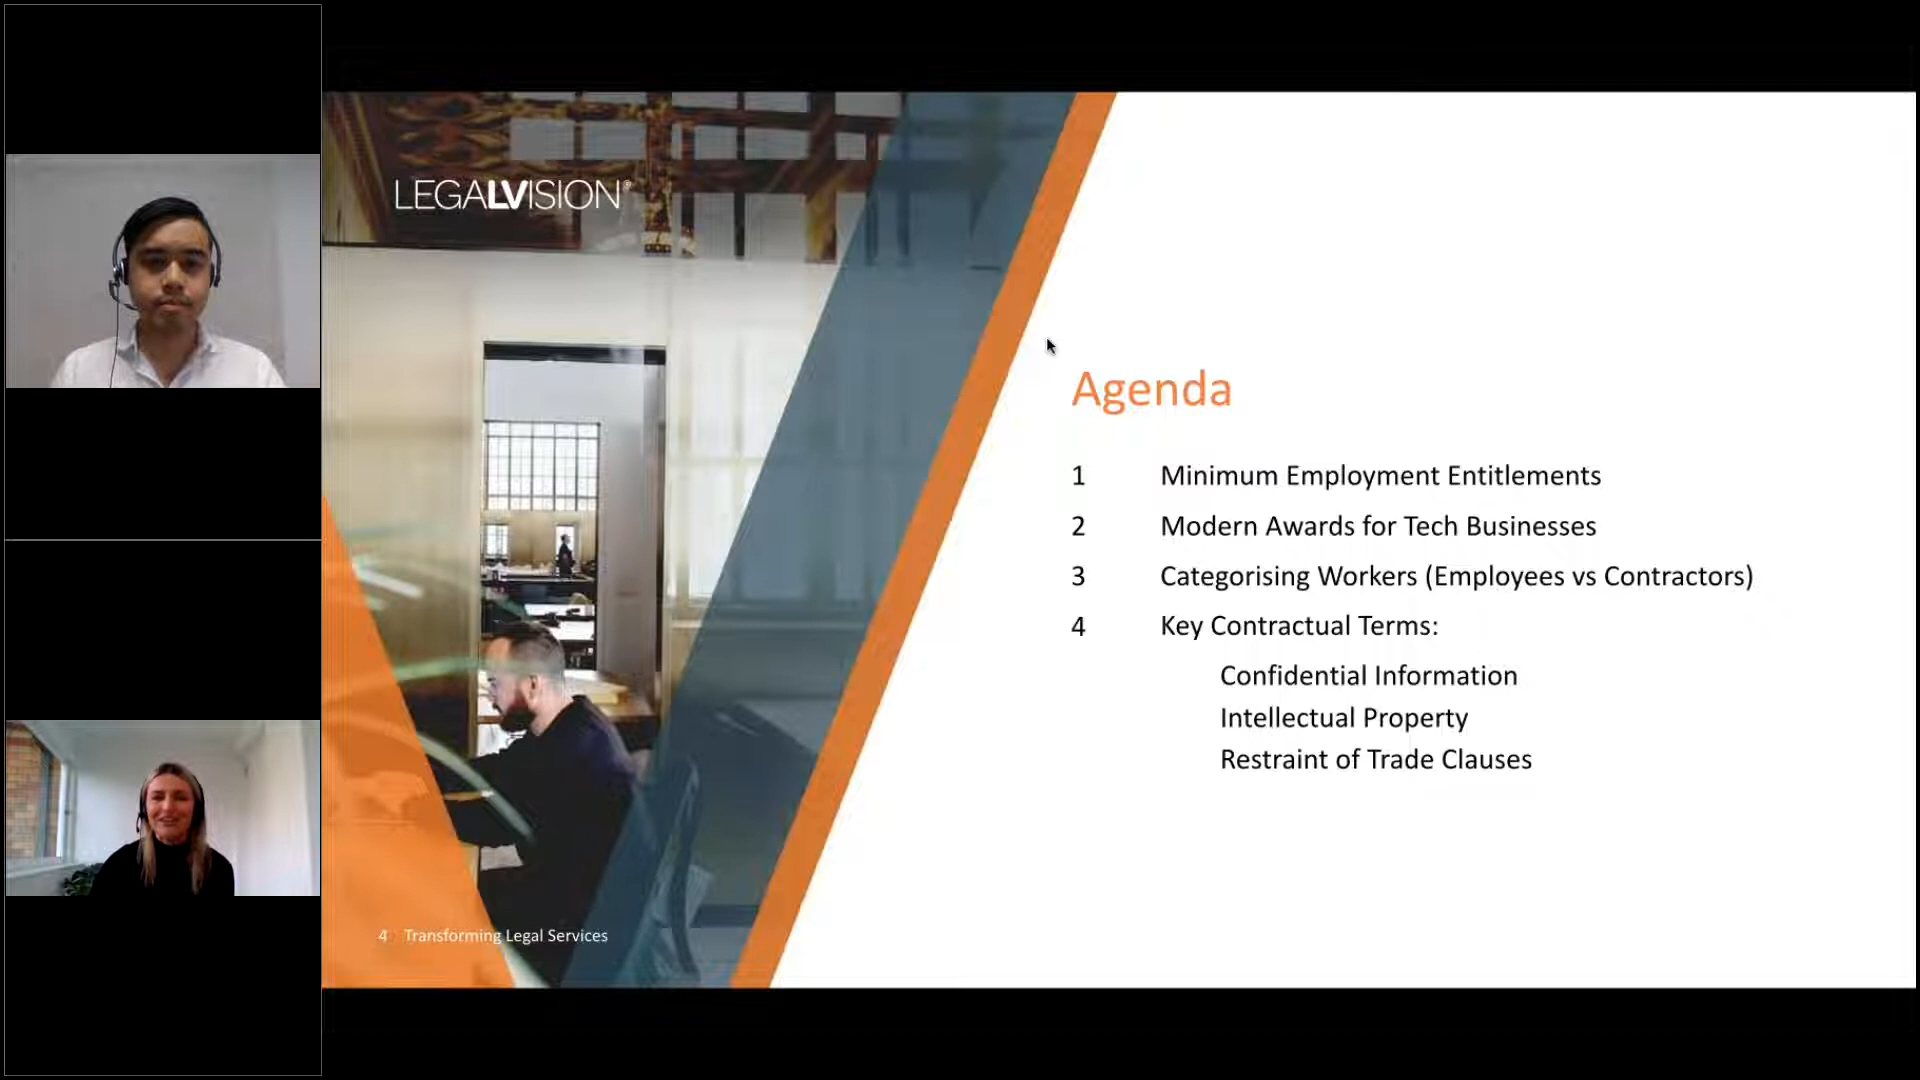 LEGALVISION®
Agenda
1 Minimum Employment Entitlements
2 Modern Awards for Tech Businesses
3 Categorising Workers (Employees vs Contractors)
4 Key Contractual Terms:
Confidential Information
Intellectual Property
Restraint of Trade Clauses
4 Transforming Legal Services